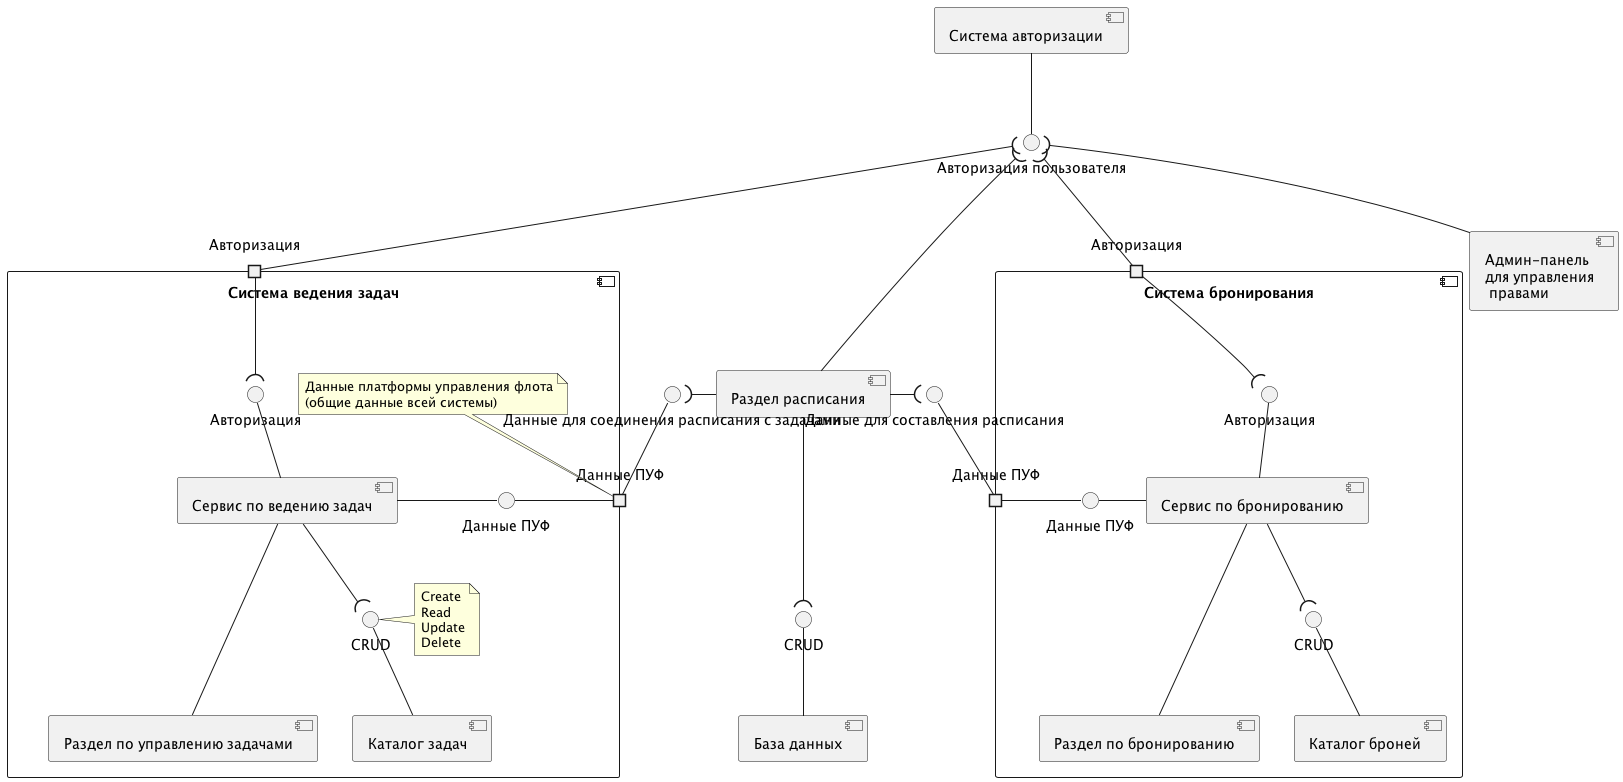 Система авторизации
Авторизация пользователя
Авторизация
Авторизация
Админ-панель
для управления
правами
Система ведения задач
Система бронирования
Данные платформы управления флота
(общие данные всей системы)
Раздел расписания
Авторизация
Данные для соединения расписания с задачами
Данные для составления расписания
Авторизация
Данные ПУФ
Данные ПУФ
Сервис по ведению задач
Сервис по бронированию
Данные ПУФ
Данные ПУФ
Create
Read
Update
Delete
CRUD
CRUD
CRUD
Раздел по управлению задачами
Каталог задач
База данных
Раздел по бронированию
Каталог броней